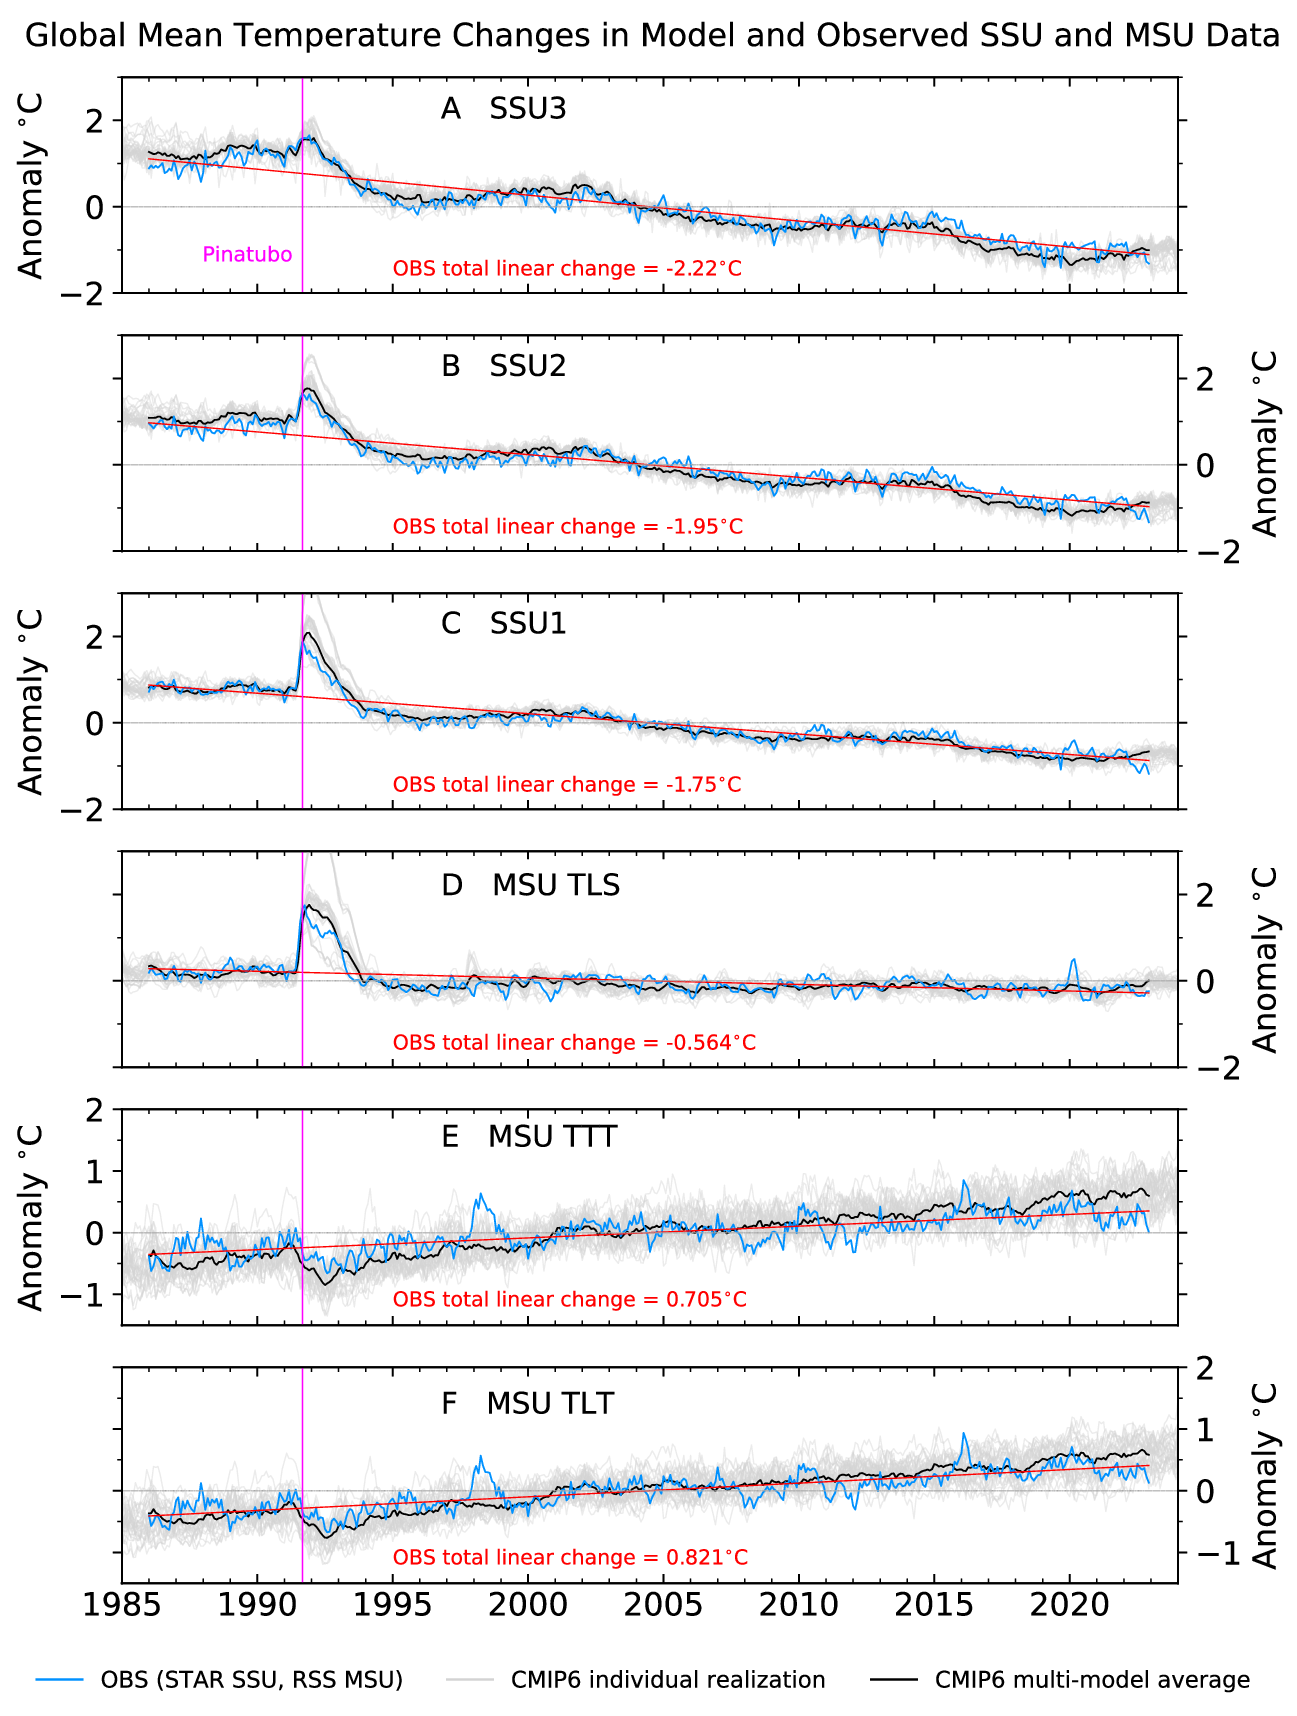 Global Mean Temperature Changes in Model and Observed SSU and MSU Data
A SSU3
Anomaly °C
2
0
−2
Pinatubo
OBS total linear change = -2.22°C
B SSU2
Anomaly °C
2
0
−2
OBS total linear change = -1.95°C
C SSU1
Anomaly °C
2
0
−2
OBS total linear change = -1.75°C
D MSU TLS
Anomaly °C
2
0
−2
OBS total linear change = -0.564°C
E MSU TTT
Anomaly °C
2
1
0
−1
OBS total linear change = 0.705°C
F MSU TLT
Anomaly °C
2
1
0
−1
OBS total linear change = 0.821°C
1985 1990 1995 2000 2005 2010 2015 2020
OBS (STAR SSU, RSS MSU) CMIP6 individual realization CMIP6 multi-model average